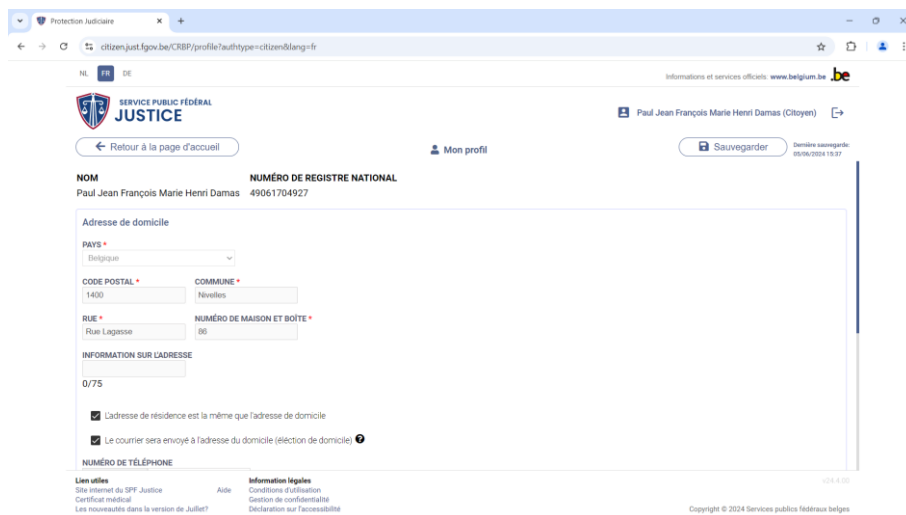 Protection Judiciaire
citizen.just.fgov.be/CRBP/profile?authtype=citizen&lang=fr
NL FR DE
Informations et services officiels: www.belgium.be .be
SERVICE PUBLIC FÉDÉRAL
JUSTICE
Paul Jean François Marie Henri Damas (Citoyen)
Retour à la page d'accueil
Mon profil
Sauvegarder
Dernière sauvegarde:
05/06/2024 15:37
NOM NUMÉRO DE REGISTRE NATIONAL
Paul Jean François Marie Henri Damas 49061704927
Adresse de domicile
PAYS *
Belgique
CODE POSTAL * COMMUNE *
1400 Nivelles
RUE * NUMÉRO DE MAISON ET BOÎTE *
Rue Lagasse 86
INFORMATION SUR L'ADRESSE
0/75
L'adresse de résidence est la même que l'adresse de domicile
Le courrier sera envoyé à l'adresse du domicile (éléction de domicile) ?
NUMÉRO DE TÉLÉPHONE
Lien utiles Information légales v24.4.00
Site internet du SPF Justice Aide Conditions d'utilisation
Certificat médical Gestion de confidentialité
Les nouveautés dans la version de Juillet? Déclaration sur l'accessibilité
Copyright © 2024 Services publics fédéraux belges